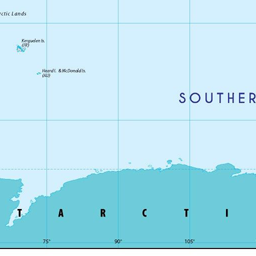 ctic Lands
Kerguelen Is.
(FR)
Heard I. & McDonald Is.
(AU)
SOUTHER
T A R C T I
75° 90° 105°